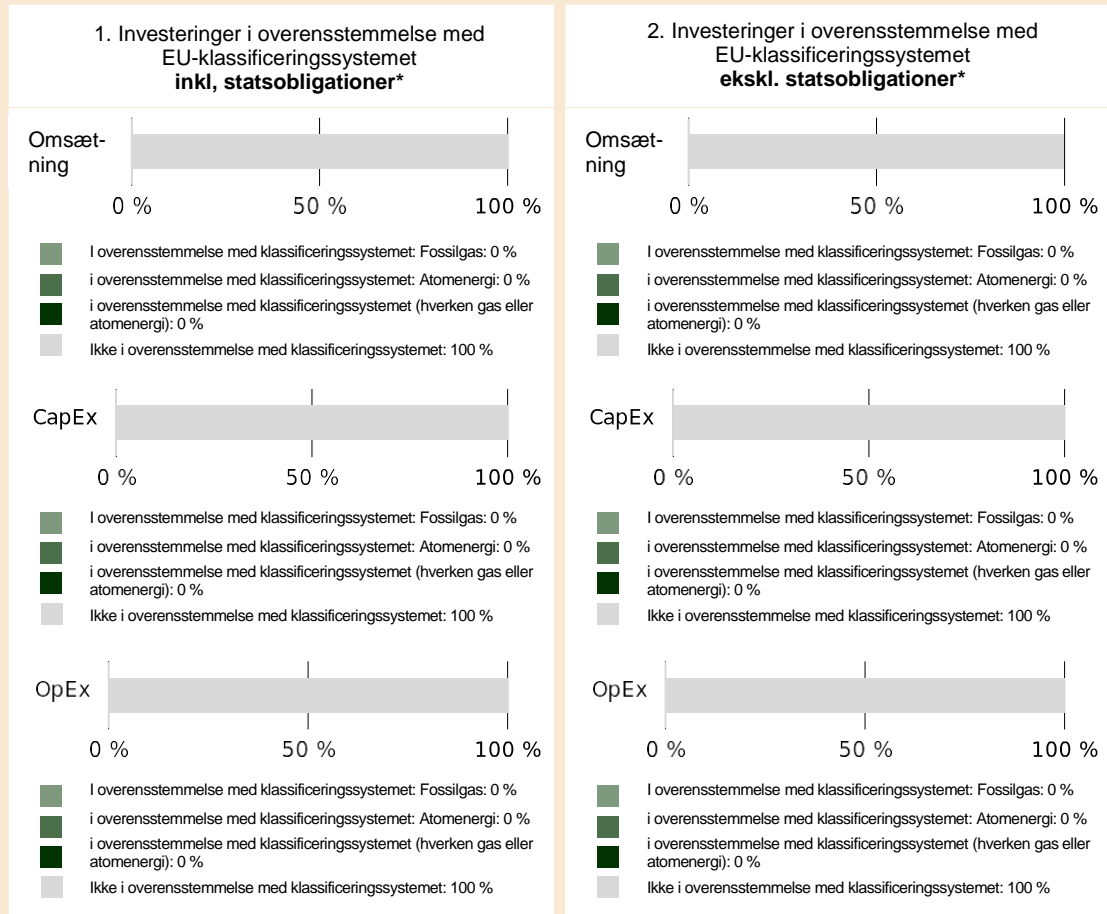 1. Investeringer i overensstemmelse med
EU-klassificeringssystemet
inkl, statsobligationer*
Omsæt-
ning
0 %
50 %
100 %
I overensstemmelse med klassificeringssystemet: Fossilgas: 0 %
i overensstemmelse med klassificeringssystemet: Atomenergi: 0 %
i overensstemmelse med klassificeringssystemet (hverken gas eller
atomenergi): 0 %
Ikke i overensstemmelse med klassificeringssystemet: 100 %
CapEx
0 %
50 %
100 %
I overensstemmelse med klassificeringssystemet: Fossilgas: 0 %
i overensstemmelse med klassificeringssystemet: Atomenergi: 0 %
i overensstemmelse med klassificeringssystemet (hverken gas eller
atomenergi): 0 %
Ikke i overensstemmelse med klassificeringssystemet: 100 %
OpEx
0 %
50 %
100 %
I overensstemmelse med klassificeringssystemet: Fossilgas: 0 %
i overensstemmelse med klassificeringssystemet: Atomenergi: 0 %
i overensstemmelse med klassificeringssystemet (hverken gas eller
atomenergi): 0 %
Ikke i overensstemmelse med klassificeringssystemet: 100 %
2. Investeringer i overensstemmelse med
EU-klassificeringssystemet
ekskl. statsobligationer*
Omsæt-
ning
0 %
50 %
100 %
I overensstemmelse med klassificeringssystemet: Fossilgas: 0 %
i overensstemmelse med klassificeringssystemet: Atomenergi: 0 %
i overensstemmelse med klassificeringssystemet (hverken gas eller
atomenergi): 0 %
Ikke i overensstemmelse med klassificeringssystemet: 100 %
CapEx
0 %
50 %
100 %
I overensstemmelse med klassificeringssystemet: Fossilgas: 0 %
i overensstemmelse med klassificeringssystemet: Atomenergi: 0 %
i overensstemmelse med klassificeringssystemet (hverken gas eller
atomenergi): 0 %
Ikke i overensstemmelse med klassificeringssystemet: 100 %
OpEx
0 %
50 %
100 %
I overensstemmelse med klassificeringssystemet: Fossilgas: 0 %
i overensstemmelse med klassificeringssystemet: Atomenergi: 0 %
i overensstemmelse med klassificeringssystemet (hverken gas eller
atomenergi): 0 %
Ikke i overensstemmelse med klassificeringssystemet: 100 %